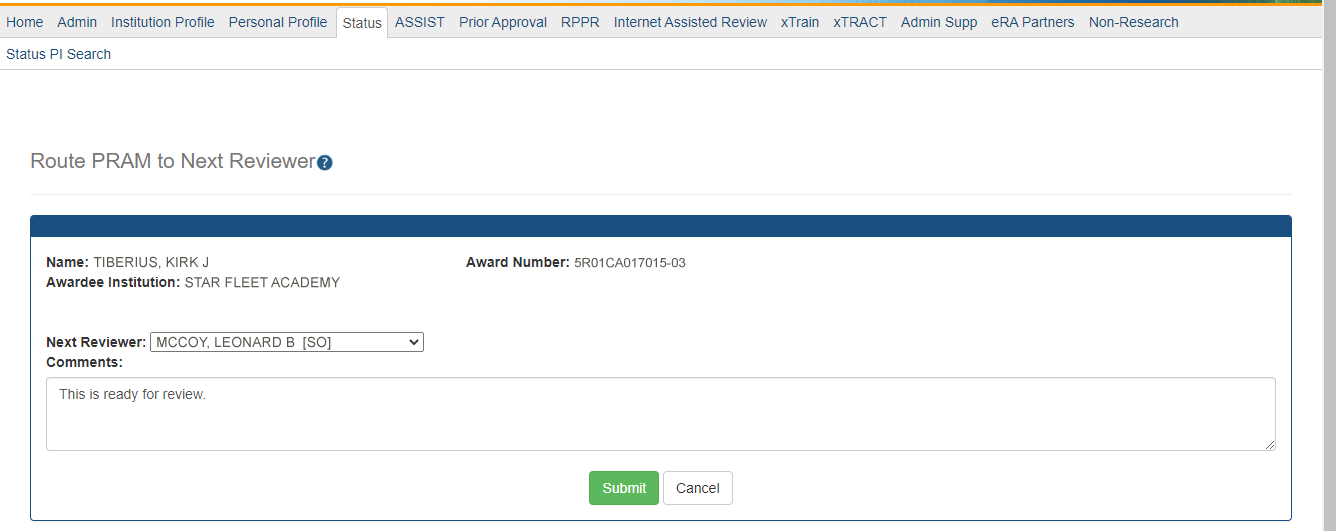 Home Admin Institution Profile Personal Profile Status ASSIST Prior Approval RPPR Internet Assisted Review xTrain xTRACT Admin Supp eRA Partners Non-Research
Status PI Search
Route PRAM to Next Reviewer ?
Name: TIBERIUS, KIRK J Award Number: 5R01CA017015-03
Awardee Institution: STAR FLEET ACADEMY
Next Reviewer: MCCOY, LEONARD B [SO]
Comments:
This is ready for review.
Submit Cancel